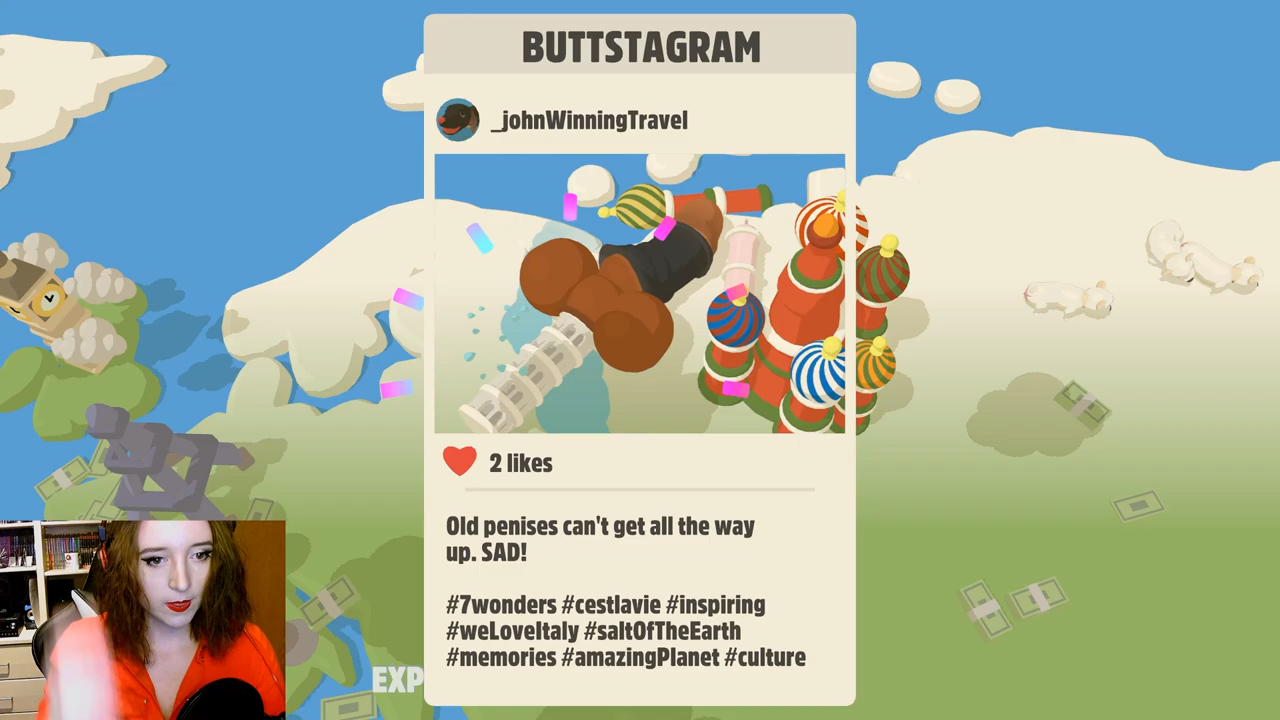 BUTTSTAGRAM
_johnWinningTravel
2 likes
Old penises can't get all the way
up. SAD!
#7wonders #cestlavie #inspiring
#weLoveItaly #saltOfTheEarth
#memories #amazingPlanet #culture
EXP